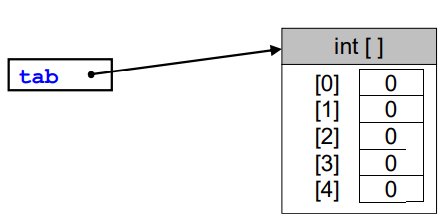 int [ ]
tab
[0] 0
[1] 0
[2] 0
[3] 0
[4] 0